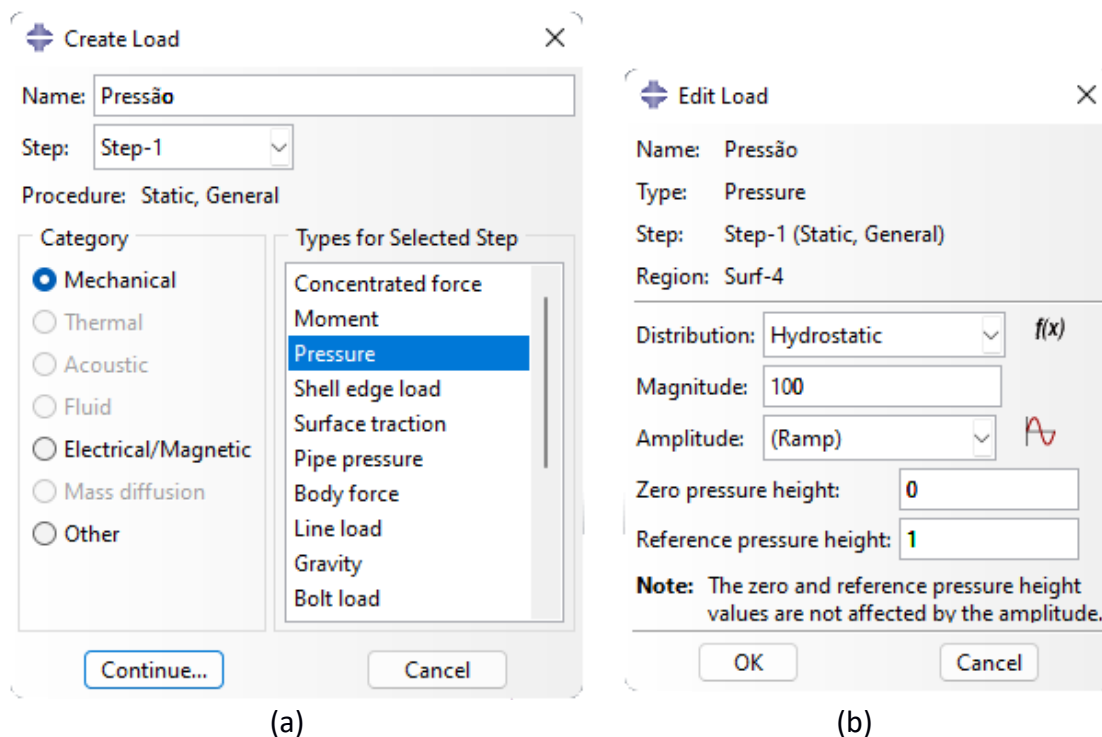 Create Load
Name: Pressão
Step: Step-1
Procedure: Static, General
Category
Mechanical
Thermal
Acoustic
Fluid
Electrical/Magnetic
Mass diffusion
Other
Types for Selected Step
Concentrated force
Moment
Pressure
Shell edge load
Surface traction
Pipe pressure
Body force
Line load
Gravity
Bolt load
Continue...
Cancel
(a)
Edit Load
Name: Pressão
Type: Pressure
Step: Step-1 (Static, General)
Region: Surf-4
Distribution: Hydrostatic f(x)
Magnitude: 100
Amplitude: (Ramp)
Zero pressure height: 0
Reference pressure height: 1
Note: The zero and reference pressure height
values are not affected by the amplitude.
OK
Cancel
(b)